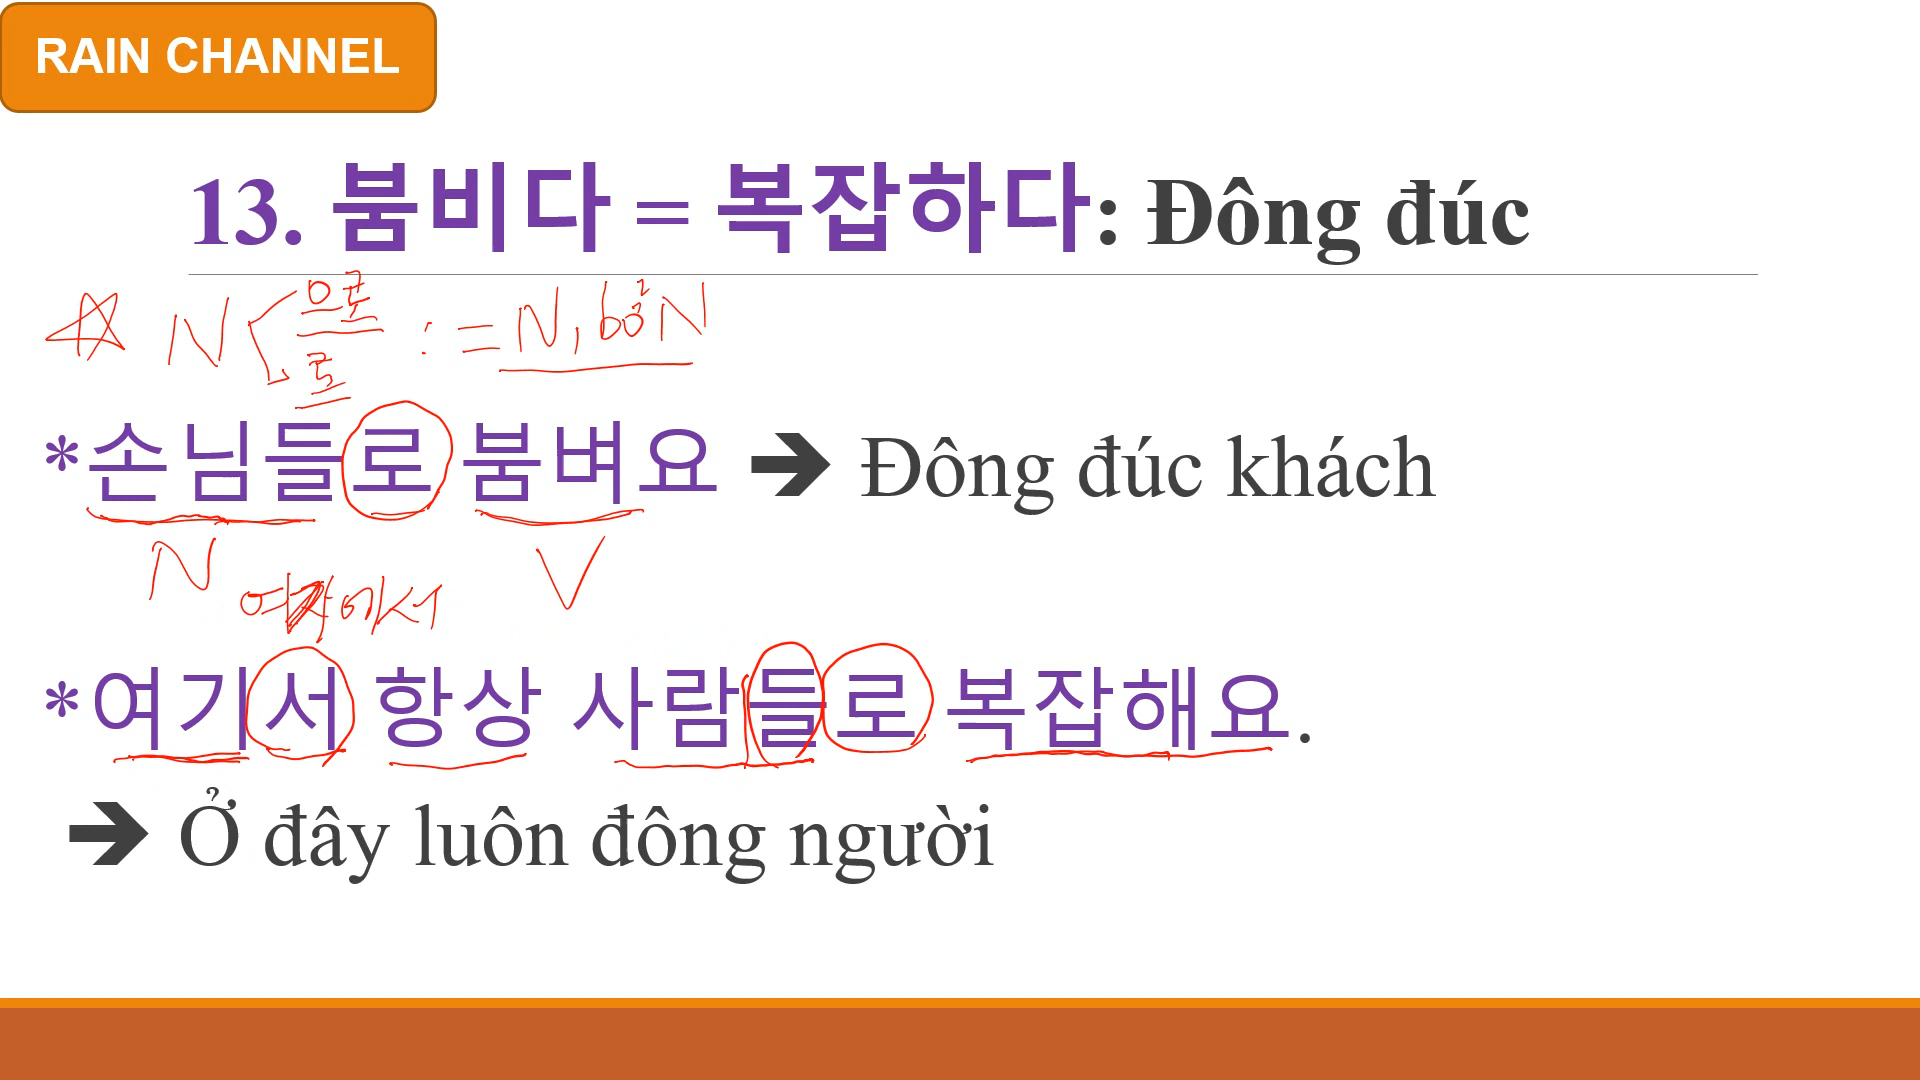 RAIN CHANNEL
13. 붐비다 = 복잡하다: Đông đúc
N 으로 로 : = N, bởi N
*손님들로 붐벼요 → Đông đúc khách
N V
에서
*여기서 항상 사람들로 복잡해요.
→ Ở đây luôn đông người